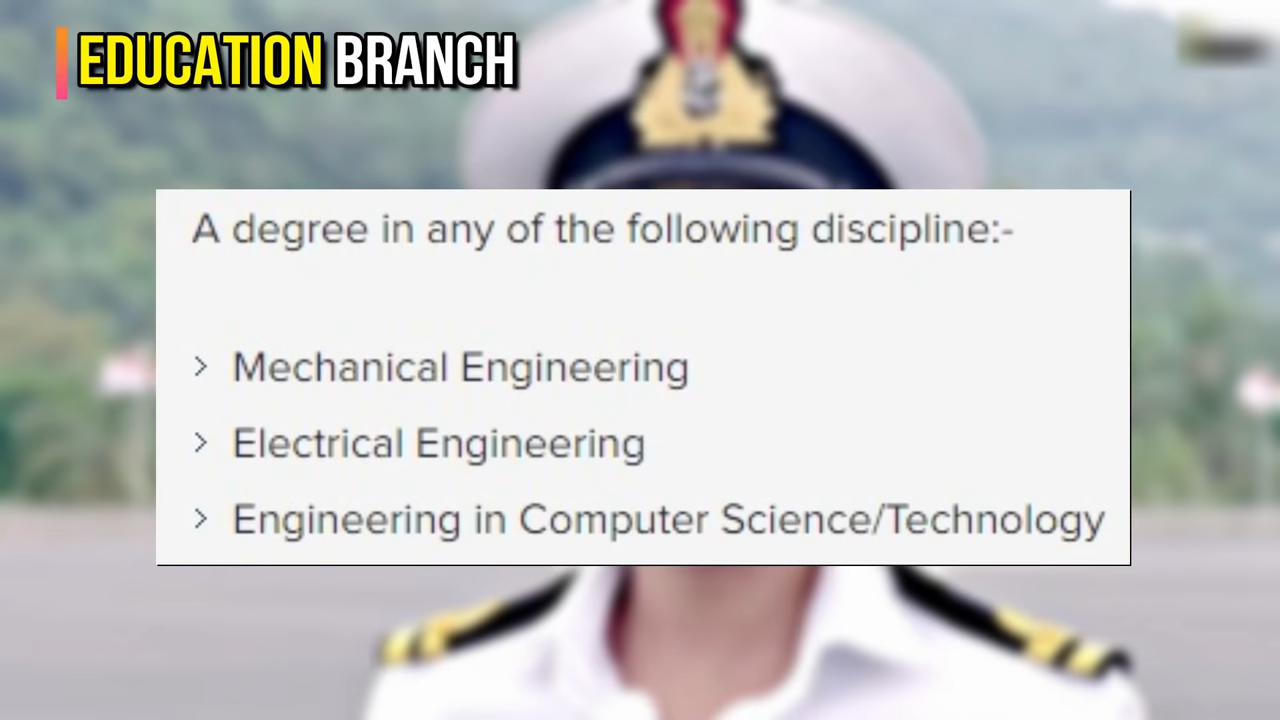 EDUCATION BRANCH
A degree in any of the following discipline:-
> Mechanical Engineering
> Electrical Engineering
> Engineering in Computer Science/Technology